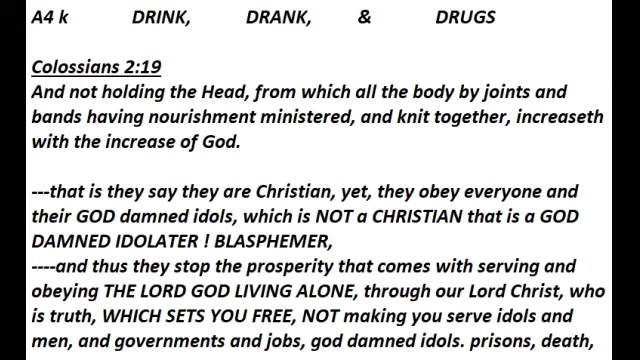 A4 k DRINK, DRANK, & DRUGS
Colossians 2:19
And not holding the Head, from which all the body by joints and
bands having nourishment ministered, and knit together, increaseth
with the increase of God.
---that is they say they are Christian, yet, they obey everyone and
their GOD damned idols, which is NOT a CHRISTIAN that is a GOD
DAMNED IDOLATER ! BLASPHEMER,
----and thus they stop the prosperity that comes with serving and
obeying THE LORD GOD LIVING ALONE, through our Lord Christ, who
is truth, WHICH SETS YOU FREE, NOT making you serve idols and
men, and governments and jobs, god damned idols. prisons, death,